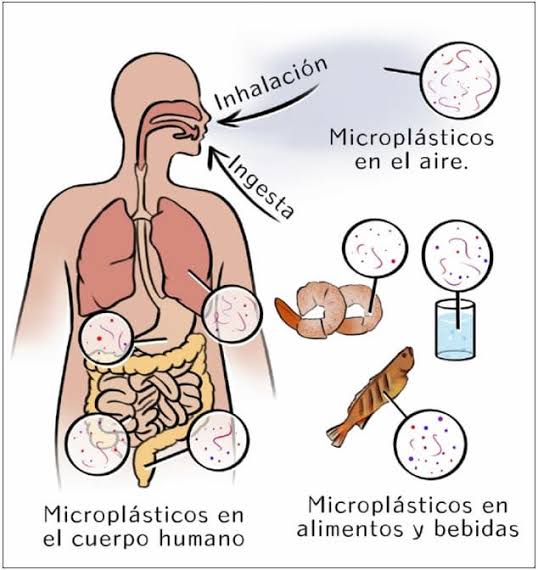 Inhalación
Microplásticos
en el aire.
Ingesta
Microplásticos en
el cuerpo humano
Microplásticos en
alimentos y bebidas